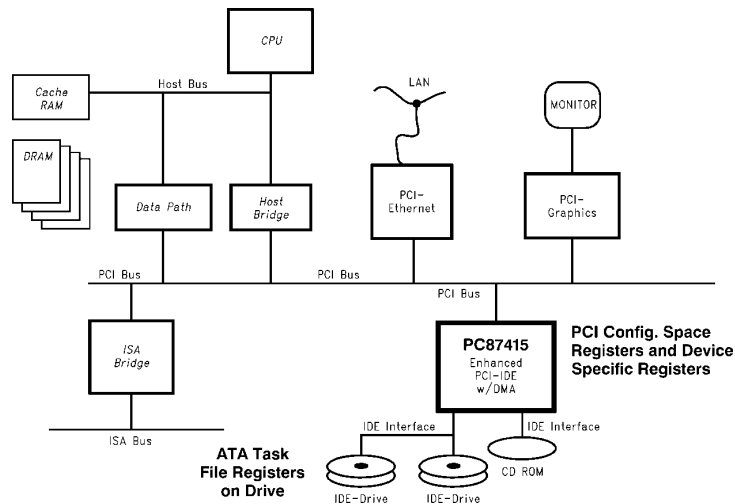 CPU
Host Bus
Cache
RAM
LAN
MONITOR
DRAM
Data Path
Host
Bridge
PCI-
Ethernet
PCI-
Graphics
PCI Bus
PCI Bus
PCI Bus
ISA
Bridge
PC87415
Enhanced
PCI-IDE
w/DMA
PCI Config. Space
Registers and Device
Specific Registers
IDE Interface
IDE Interface
ISA Bus
ATA Task
File Registers
on Drive
CD ROM
IDE-Drive
IDE-Drive